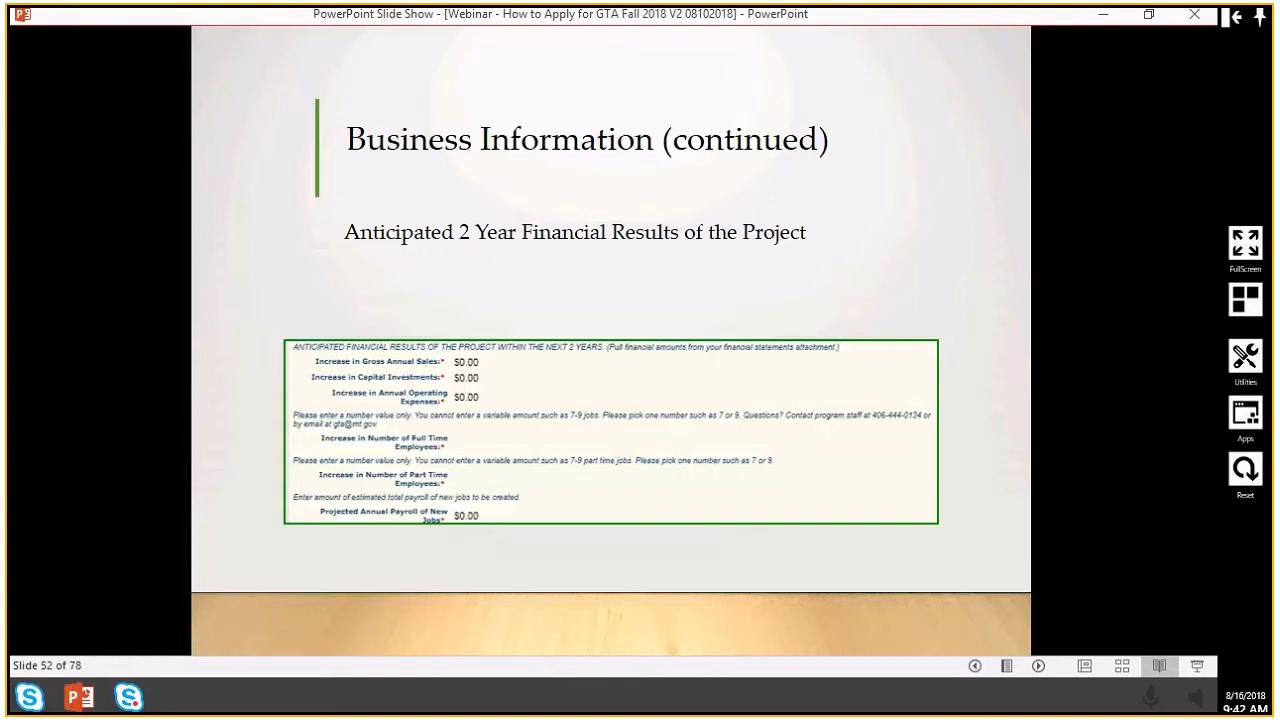 PowerPoint Slide Show - [Webinar - How to Apply for GTA Fall 2018 V2 08102018] - PowerPoint
Business Information (continued)
Anticipated 2 Year Financial Results of the Project
FullScreen
ANTICIPATED FINANCIAL RESULTS OF THE PROJECT WITHIN THE NEXT 2 YEARS. (Pull financial amounts from your financial statements attachment.)
Increase in Gross Annual Sales:* $0.00
Increase in Capital Investments:* $0.00
Increase in Annual Operating
Expenses:* $0.00
Please enter a number value only. You cannot enter a variable amount such as 7-9 jobs. Please pick one number such as 7 or 9. Questions? Contact program staff at 406-444-0134 or
by email at gta@mt.gov
Increase in Number of Full Time
Employees:*
Please enter a number value only. You cannot enter a variable amount such as 7-9 part time jobs. Please pick one number such as 7 or 9.
Increase in Number of Part Time
Employees:*
Enter amount of estimated total payroll of new jobs to be created.
Projected Annual Payroll of New
Jobs* $0.00
Utilities
Apps
Reset
Slide 52 of 78
8/16/2018
9:42 AM